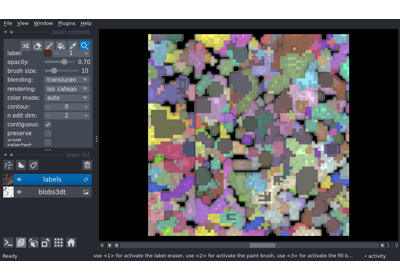 File View Window Plugins Help
layer controls
label: 1
opacity: 0.70
brush size: 10
blending: translucen
rendering: iso_catego
color mode: auto
contour: 0
n edit dim: 2
contiguous:
preserve
show
selected:
layer list
labels
blobs3dt
Ready
use <1> for activate the label eraser, use <2> for activate the paint brush, use <3> for activate the fill b...
activity